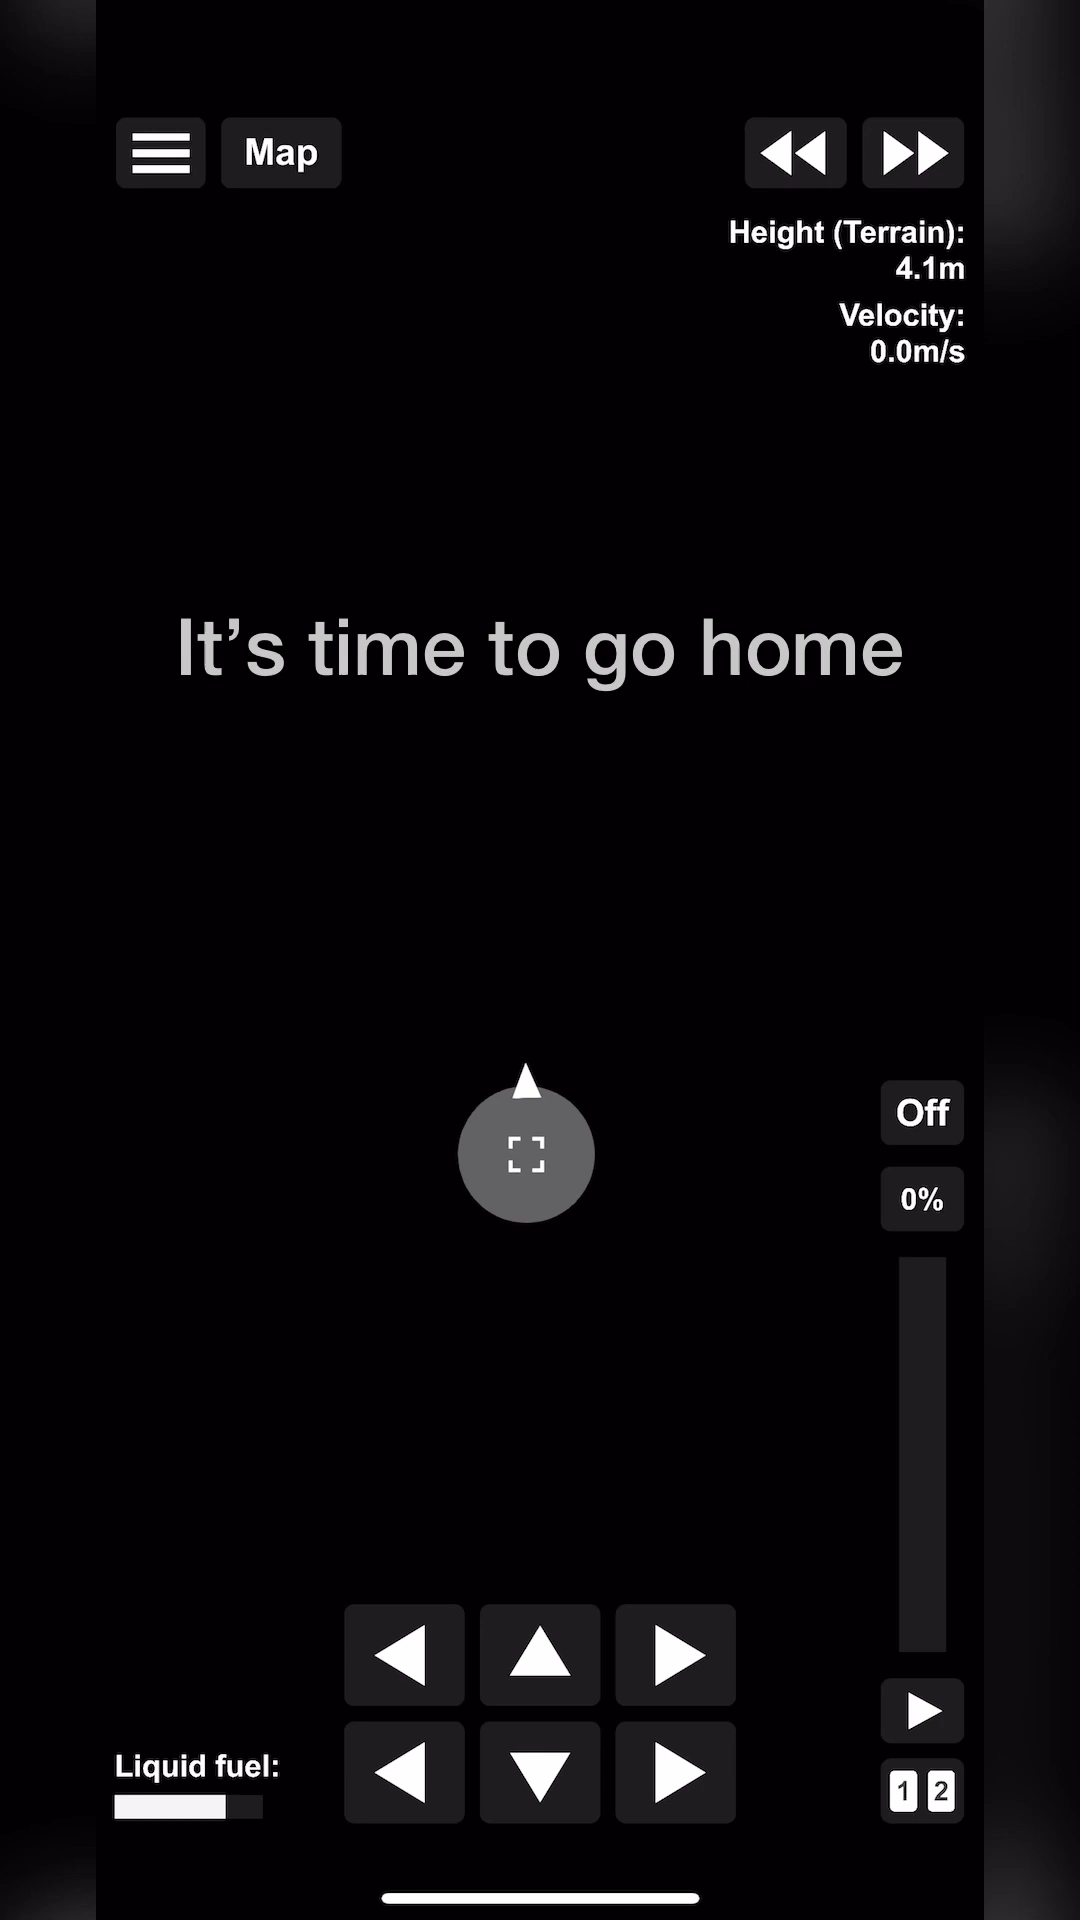 Map
Height (Terrain):
4.1m
Velocity:
0.0m/s
It’s time to go home
Off
0%
Liquid fuel:
1 2